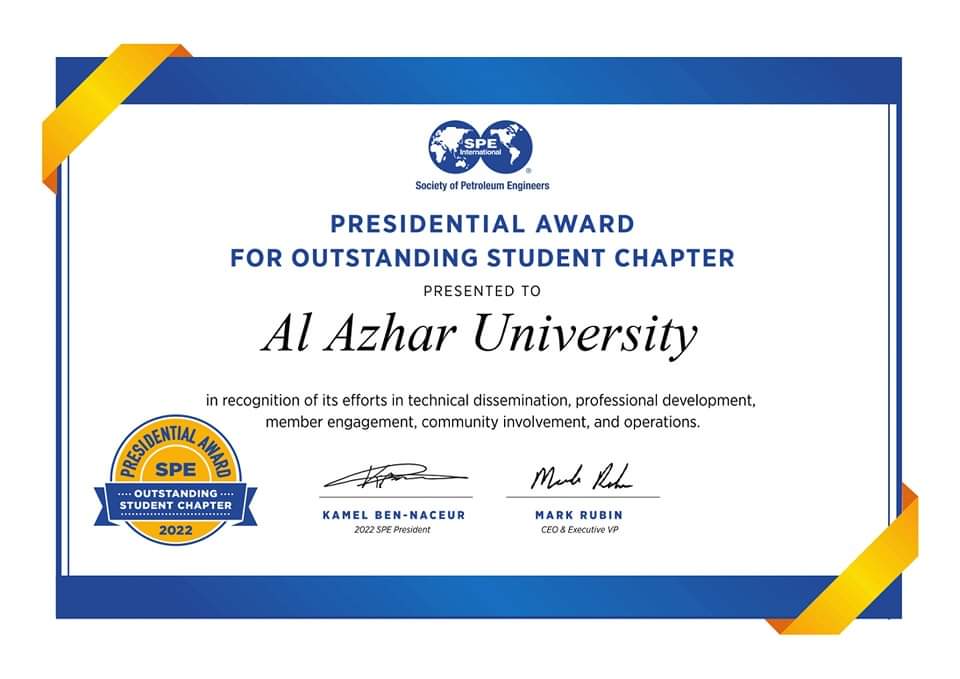 SPE
International
®
Society of Petroleum Engineers
PRESIDENTIAL AWARD
FOR OUTSTANDING STUDENT CHAPTER
PRESENTED TO
Al Azhar University
in recognition of its efforts in technical dissemination, professional development,
member engagement, community involvement, and operations.
PRESIDENTIAL AWARD
SPE
OUTSTANDING
STUDENT CHAPTER
2022
KAMEL BEN-NACEUR
2022 SPE President
MARK RUBIN
CEO & Executive VP